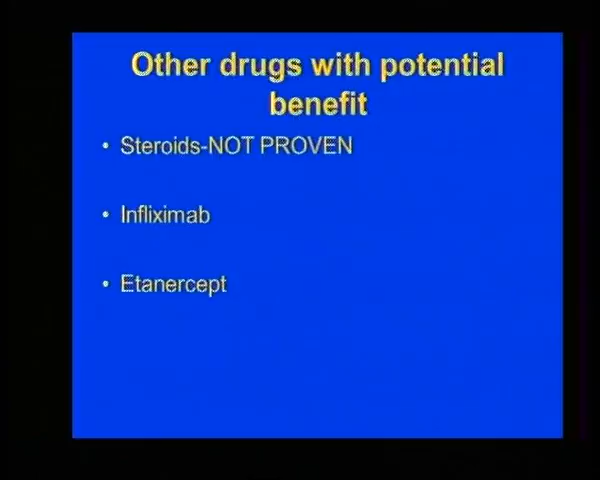 Other drugs with potential
benefit
• Steroids-NOT PROVEN
• Infliximab
• Etanercept